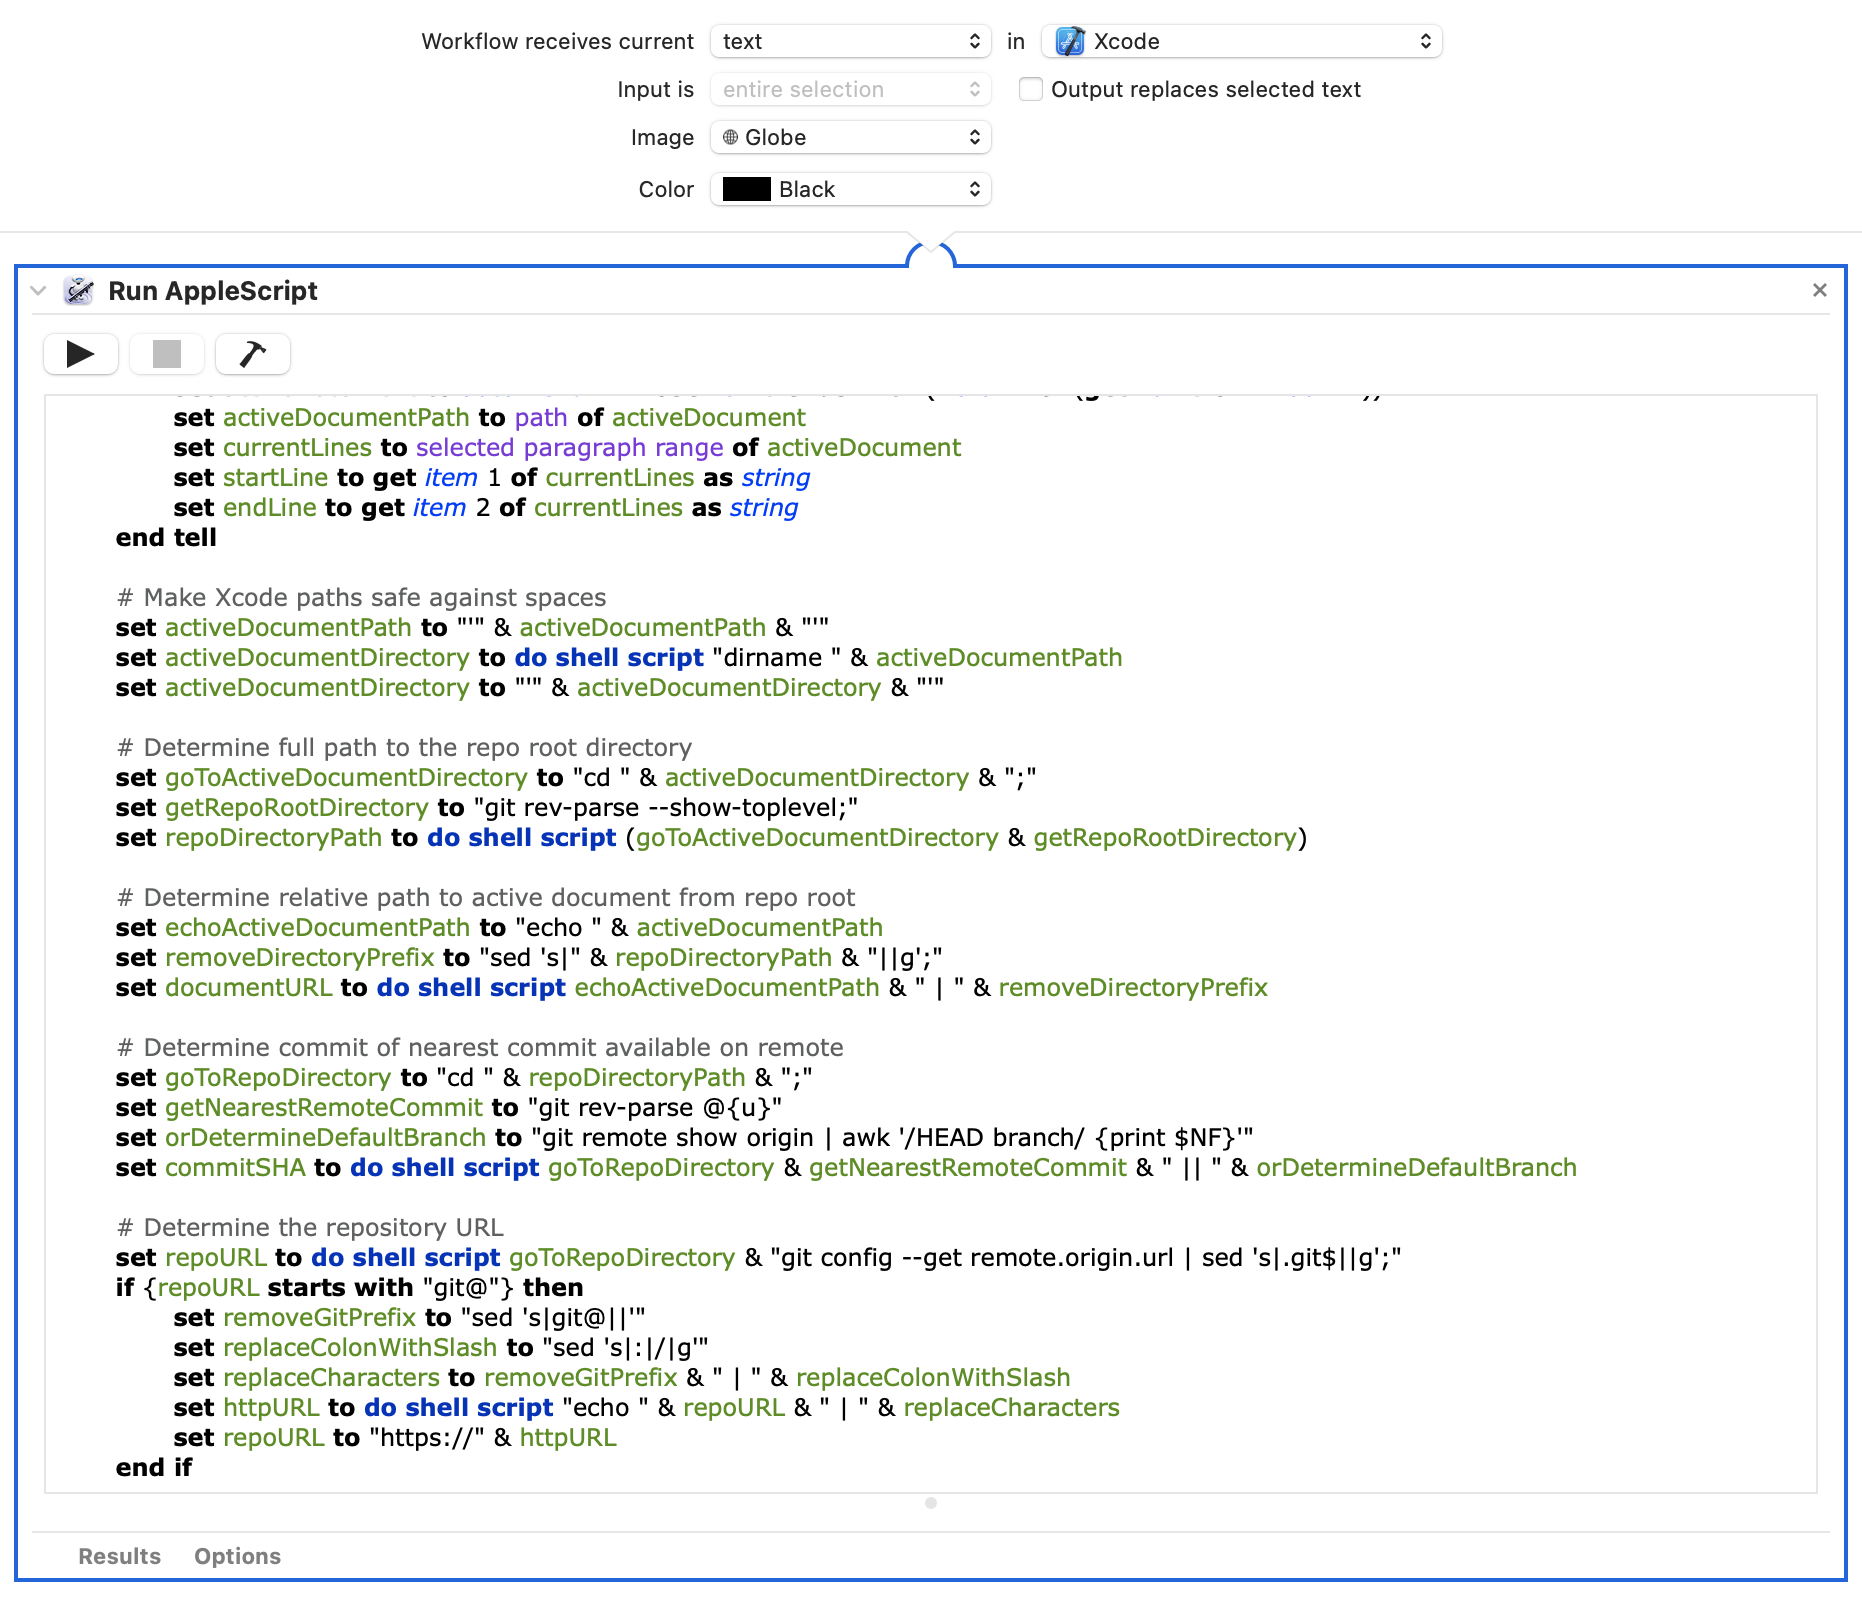 Workflow receives current text in Xcode
Input is entire selection Output replaces selected text
Image Globe
Color Black
Run AppleScript
set activeDocumentPath to path of activeDocument
set currentLines to selected paragraph range of activeDocument
set startLine to get item 1 of currentLines as string
set endLine to get item 2 of currentLines as string
end tell
# Make Xcode paths safe against spaces
set activeDocumentPath to "'" & activeDocumentPath & "'"
set activeDocumentDirectory to do shell script "dirname " & activeDocumentPath
set activeDocumentDirectory to "'" & activeDocumentDirectory & "'"
# Determine full path to the repo root directory
set goToActiveDocumentDirectory to "cd " & activeDocumentDirectory & ";"
set getRepoRootDirectory to "git rev-parse --show-toplevel;"
set repoDirectoryPath to do shell script (goToActiveDocumentDirectory & getRepoRootDirectory)
# Determine relative path to active document from repo root
set echoActiveDocumentPath to "echo " & activeDocumentPath
set removeDirectoryPrefix to "sed 's|" & repoDirectoryPath & "||g';"
set documentURL to do shell script echoActiveDocumentPath & " | " & removeDirectoryPrefix
# Determine commit of nearest commit available on remote
set goToRepoDirectory to "cd " & repoDirectoryPath & ";"
set getNearestRemoteCommit to "git rev-parse @{u}"
set orDetermineDefaultBranch to "git remote show origin | awk '/HEAD branch/ {print $NF}'"
set commitSHA to do shell script goToRepoDirectory & getNearestRemoteCommit & " || " & orDetermineDefaultBranch
# Determine the repository URL
set repoURL to do shell script goToRepoDirectory & "git config --get remote.origin.url | sed 's|.git$||g';"
if {repoURL starts with "git@"} then
set removeGitPrefix to "sed 's|git@||'"
set replaceColonWithSlash to "sed 's|:|/|g'"
set replaceCharacters to removeGitPrefix & " | " & replaceColonWithSlash
set httpURL to do shell script "echo " & repoURL & " | " & replaceCharacters
set repoURL to "https://" & httpURL
end if
Results Options